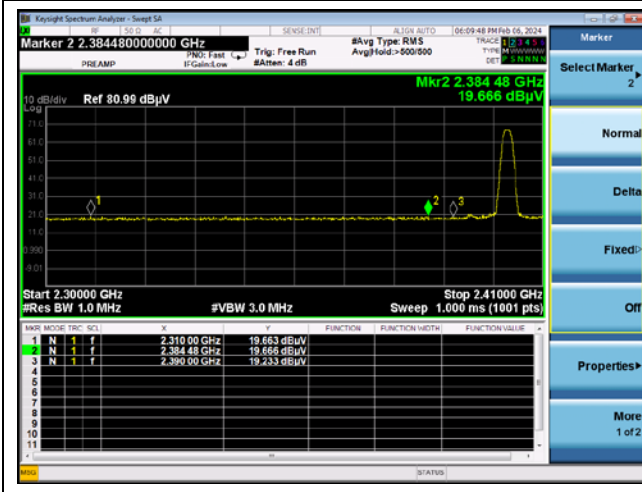 Keysight Spectrum Analyzer - Swept SA
RF 50 Ω AC SENSE:INT ALIGN AUTO 06:09:48 PM Feb 06, 2024
Marker 2 2.384480000000 GHz
#Avg Type: RMS
TRACE 1 2 3 4 5 6
PNO: Fast Trig: Free Run Avg|Hold:>500/500
TYPE
PREAMP IFGain:Low #Atten: 4 dB
DET P S N N N N
Marker
Select Marker
2
Normal
Delta
Fixed
Off
Properties
More
1 of 2
Mkr2 2.384 48 GHz
19.666 dBµV
10 dB/div Ref 80.99 dBµV
Log
71.0
61.0
51.0
41.0
31.0
21.0
11.0
0.990
-9.01
1
2
3
Start 2.30000 GHz Stop 2.41000 GHz
#Res BW 1.0 MHz #VBW 3.0 MHz Sweep 1.000 ms (1001 pts)
MKR MODE TRC SCL X Y FUNCTION FUNCTION WIDTH FUNCTION VALUE
1 N 1 f 2.310 00 GHz 19.663 dBµV
2 N 1 f 2.384 48 GHz 19.666 dBµV
3 N 1 f 2.390 00 GHz 19.233 dBµV
4
5
6
7
8
9
10
11
MSG STATUS